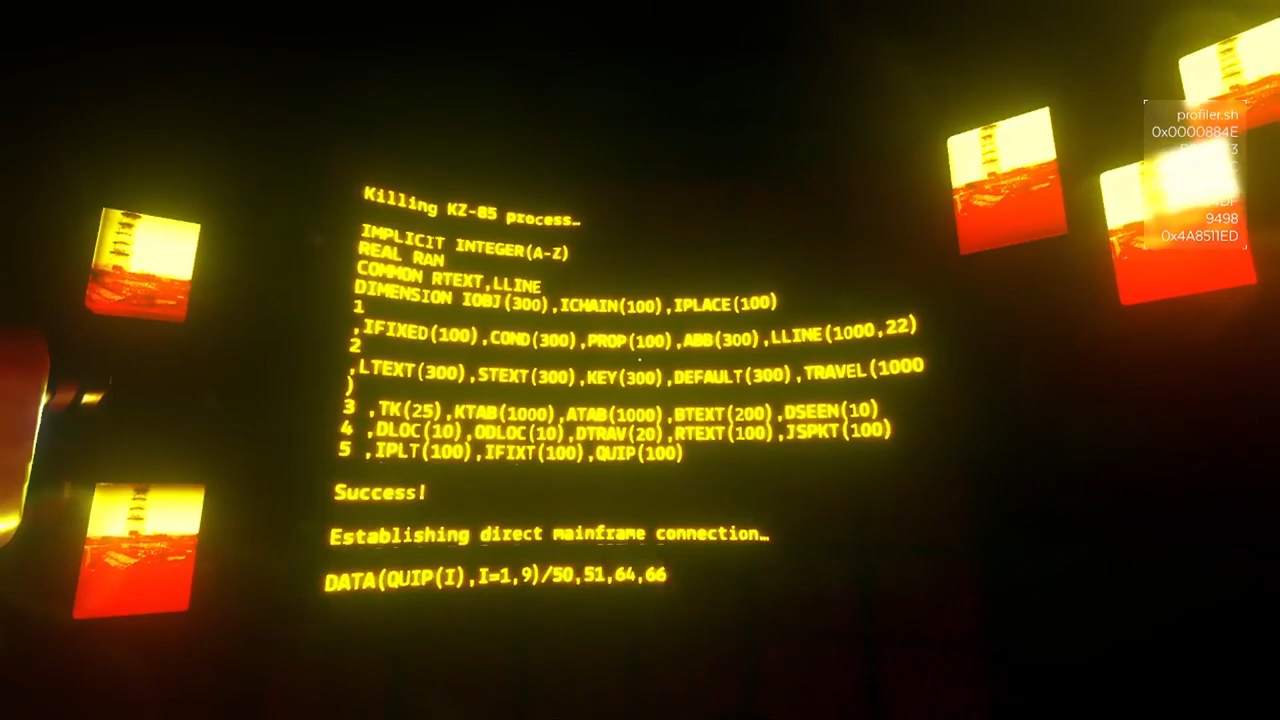 Killing KZ-85 process…
IMPLICIT INTEGER(A-Z)
REAL RAN
COMMON RTEXT,LLINE
DIMENSION IOBJ(300),ICHAIN(100),IPLACE(100)
1
,IFIXED(100),COND(300),PROP(100),ABB(300),LLINE(1000,22)
2
,LTEXT(300),STEXT(300),KEY(300),DEFAULT(300),TRAVEL(1000
)
3 ,TK(25),KTAB(1000),ATAB(1000),BTEXT(200),DSEEN(10)
4 ,DLOC(10),ODLOC(10),DTRAV(20),RTEXT(100),JSPKT(100)
5 ,IPLT(100),IFIXT(100),QUIP(100)
Success!
Establishing direct mainframe connection…
DATA(QUIP(I),I=1,9)/50,51,64,66
profiler.sh
0x0000884E
9498
0x4A8511ED